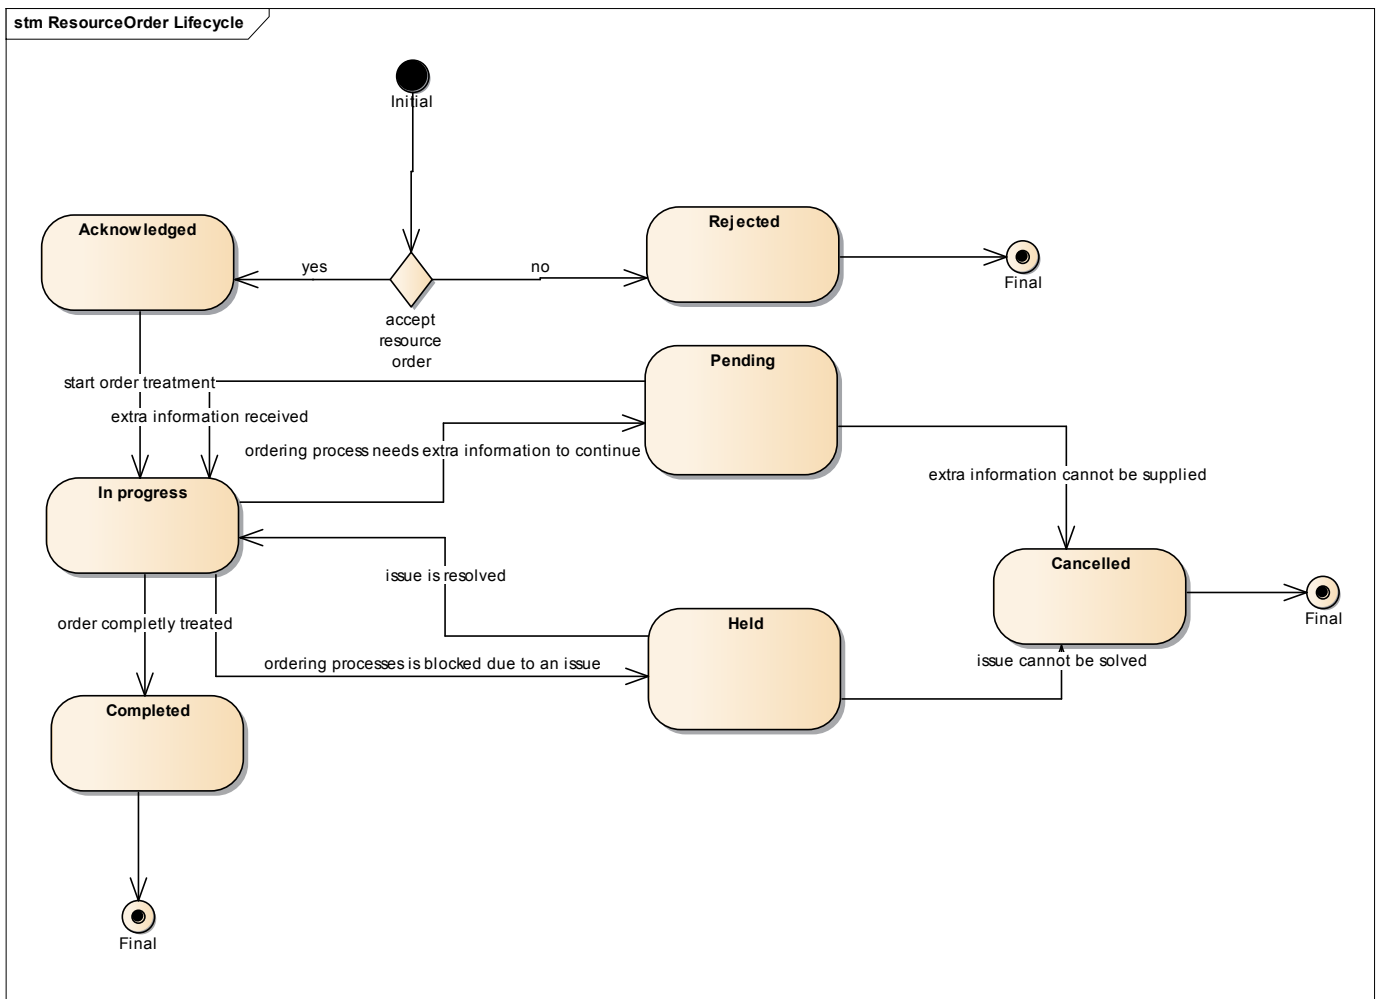 stm ResourceOrder Lifecycle
Initial
Acknowledged
Rejected
yes
no
Final
accept
resource
order
Pending
start order treatment
extra information received
ordering process needs extra information to continue
extra information cannot be supplied
In progress
Cancelled
issue is resolved
order completly treated
Held
Final
ordering processes is blocked due to an issue
issue cannot be solved
Completed
Final